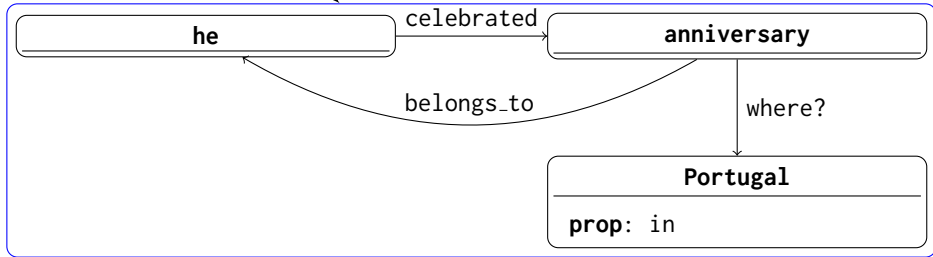 he
celebrated
anniversary
belongs_to
where?
Portugal
prop: in